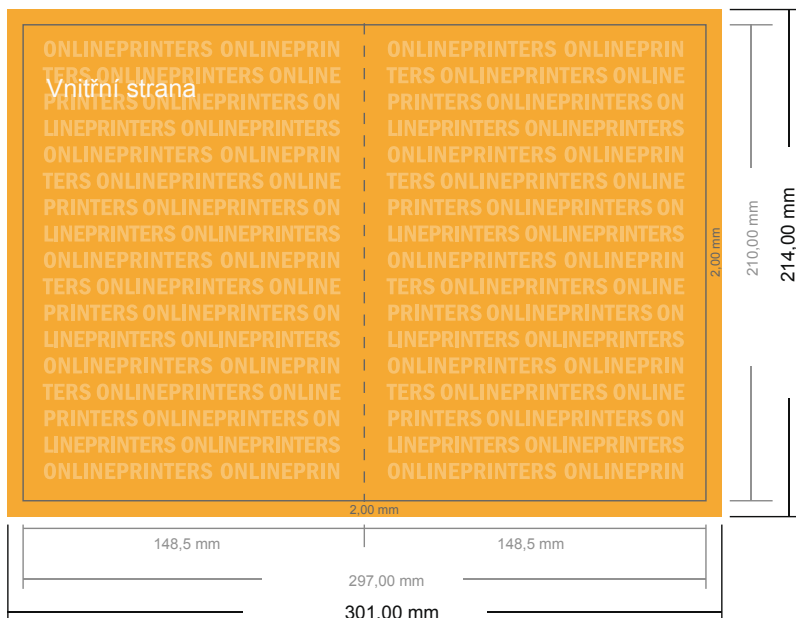 ONLINEPRINTERS ONLINEPRIN
TERS ONLINEPRINTERS ONLINE
Vnitřní strana
PRINTERS ONLINEPRINTERS ON
LINEPRINTERS ONLINEPRINTERS
ONLINEPRINTERS ONLINEPRIN
TERS ONLINEPRINTERS ONLINE
PRINTERS ONLINEPRINTERS ON
LINEPRINTERS ONLINEPRINTERS
ONLINEPRINTERS ONLINEPRIN
TERS ONLINEPRINTERS ONLINE
PRINTERS ONLINEPRINTERS ON
LINEPRINTERS ONLINEPRINTERS
ONLINEPRINTERS ONLINEPRIN
TERS ONLINEPRINTERS ONLINE
PRINTERS ONLINEPRINTERS ON
LINEPRINTERS ONLINEPRINTERS
ONLINEPRINTERS ONLINEPRIN
ONLINEPRINTERS ONLINEPRIN
TERS ONLINEPRINTERS ONLINE
PRINTERS ONLINEPRINTERS ON
LINEPRINTERS ONLINEPRINTERS
ONLINEPRINTERS ONLINEPRIN
TERS ONLINEPRINTERS ONLINE
PRINTERS ONLINEPRINTERS ON
LINEPRINTERS ONLINEPRINTERS
ONLINEPRINTERS ONLINEPRIN
TERS ONLINEPRINTERS ONLINE
PRINTERS ONLINEPRINTERS ON
LINEPRINTERS ONLINEPRINTERS
ONLINEPRINTERS ONLINEPRIN
TERS ONLINEPRINTERS ONLINE
PRINTERS ONLINEPRINTERS ON
LINEPRINTERS ONLINEPRINTERS
ONLINEPRINTERS ONLINEPRIN
2,00 mm
210,00 mm
214,00 mm
2,00 mm
148,5 mm
148,5 mm
297,00 mm
301,00 mm